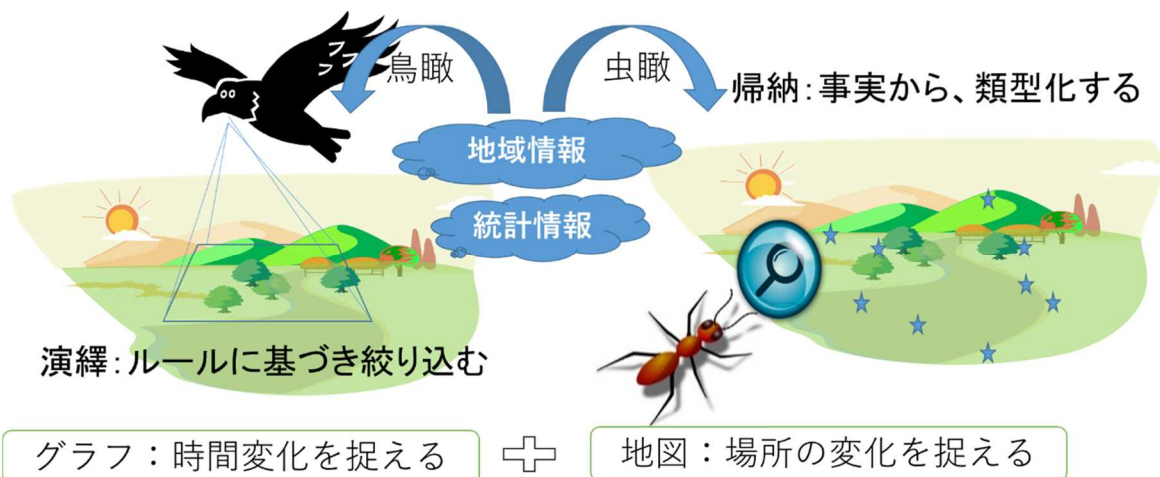 鳥瞰
虫瞰
帰納：事実から、類型化する
地域情報
統計情報
演繹：ルールに基づき絞り込む
グラフ：時間変化を捉える
地図：場所の変化を捉える